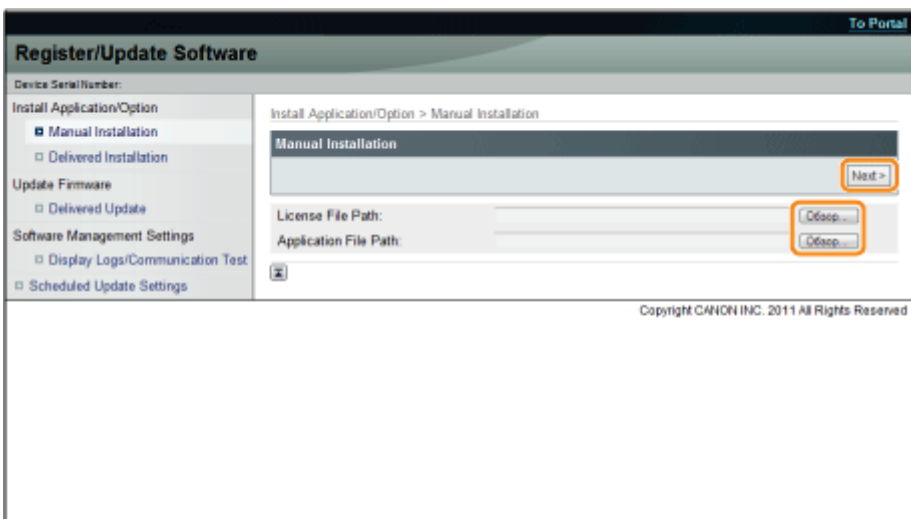 To Portal
Register/Update Software
Device Serial Number:
Install Application/Option
Manual Installation
Delivered Installation
Update Firmware
Delivered Update
Software Management Settings
Display Logs/Communication Test
Scheduled Update Settings
Install Application/Option > Manual Installation
Manual Installation
Next >
License File Path:
Обзор...
Application File Path:
Обзор...
Copyright CANON INC. 2011 All Rights Reserved